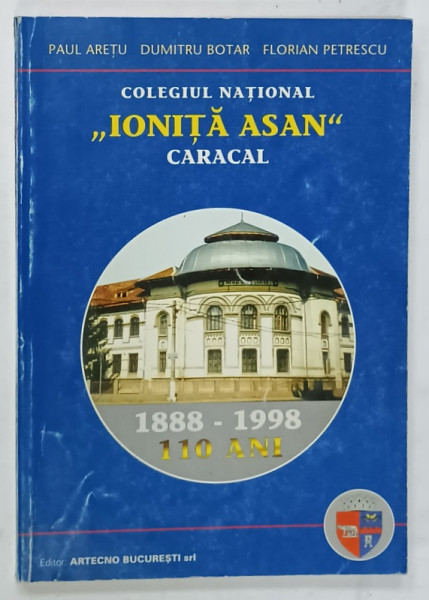 PAUL AREȚU DUMITRU BOTAR FLORIAN PETRESCU
COLEGIUL NAȚIONAL
„IONIȚĂ ASAN“
CARACAL
1888 - 1998
110 ANI
Editor: ARTECNO BUCUREȘTI srl